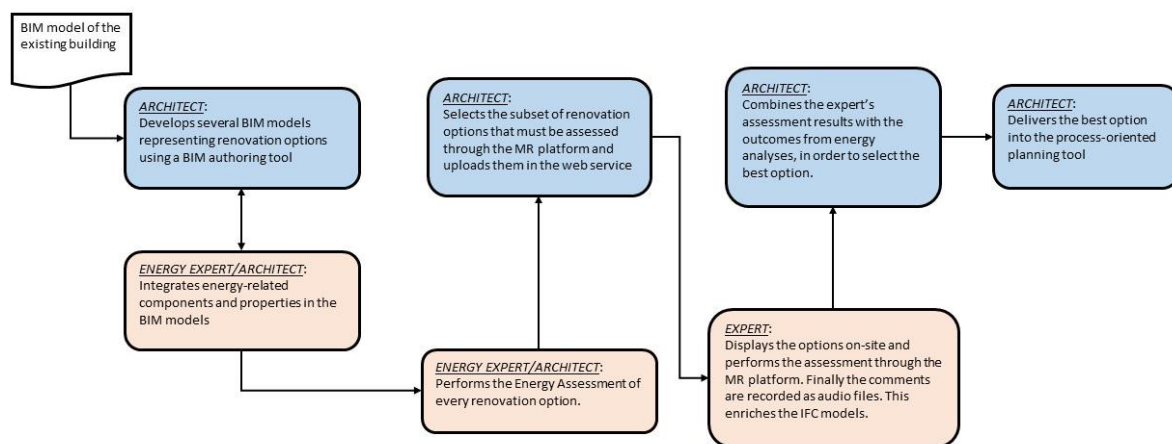 BIM model of the
existing building
ARCHITECT:
Develops several BIM models
representing renovation options
using a BIM authoring tool
ENERGY EXPERT/ARCHITECT:
Integrates energy-related
components and properties in the
BIM models
ENERGY EXPERT/ARCHITECT:
Performs the Energy Assessment of
every renovation option.
ARCHITECT:
Selects the subset of renovation
options that must be assessed
through the MR platform and
uploads them in the web service
EXPERT:
Displays the options on-site and
performs the assessment through the
MR platform. Finally the comments
are recorded as audio files. This
enriches the IFC models.
ARCHITECT:
Combines the expert's
assessment results with the
outcomes from energy
analyses, in order to select the
best option.
ARCHITECT:
Delivers the best option
into the process-oriented
planning tool